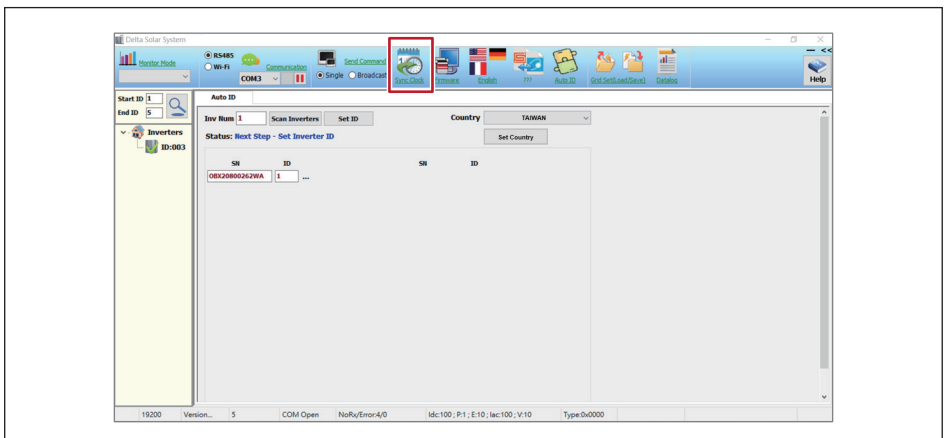 Delta Solar System
Monitor Mode
RS485
Wi-Fi
Communication
COM3
Send Command
Single Broadcast
Sync Clock
Firmware
English
???
Auto ID
Grid Set(Load/Save)
Datalog
<<
Help
Start ID 1
End ID 5
Inverters
ID:003
Auto ID
Inv Num 1 Scan Inverters Set ID Country TAIWAN
Status: Next Step - Set Inverter ID Set Country
SN ID SN ID
OBX20800262WA 1 ...
19200 Version... 5 COM Open NoRx/Error:4/0 Idc:100 ; P:1 ; E:10 ; Iac:100 ; V:10 Type:0x0000